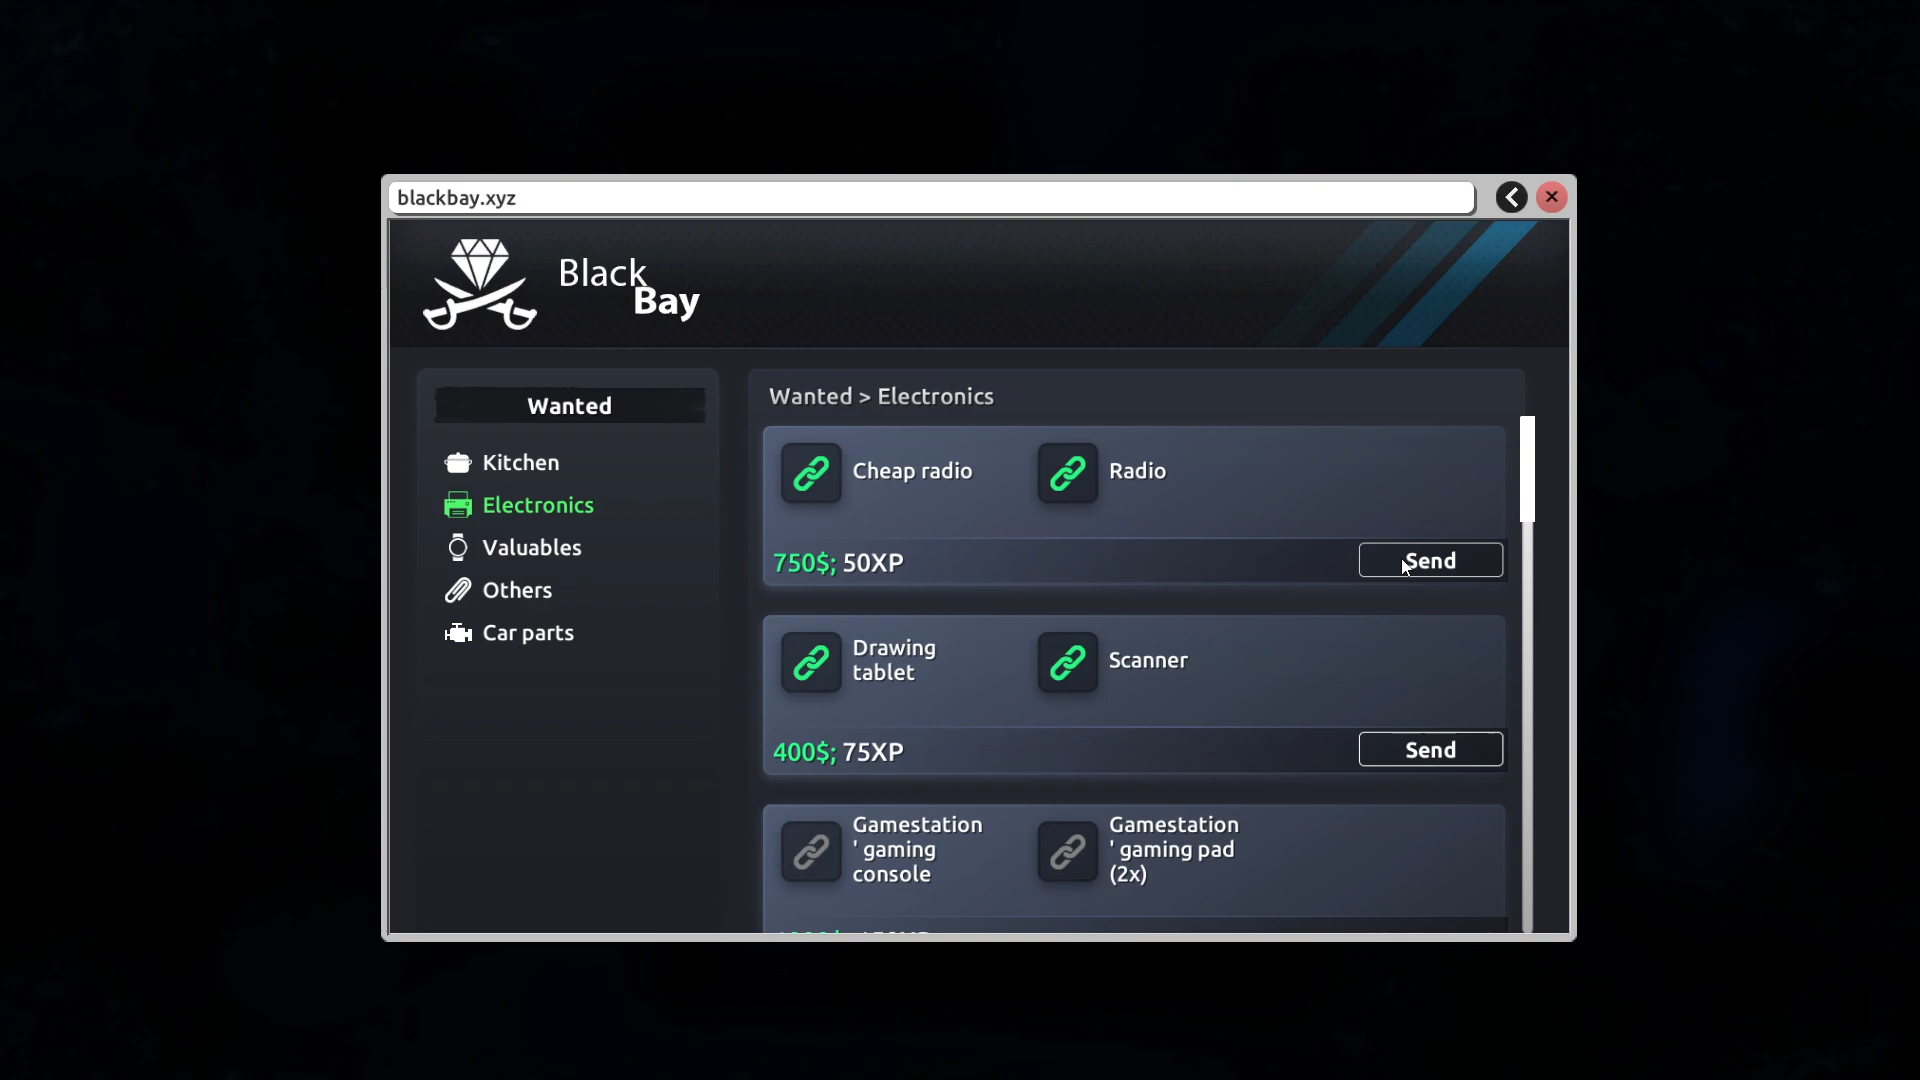 blackbay.xyz
Black
Bay
Wanted
Kitchen
Electronics
Valuables
Others
Car parts
Wanted > Electronics
Cheap radio
Radio
750$; 50XP
Send
Drawing
tablet
Scanner
400$; 75XP
Send
Gamestation
' gaming
console
Gamestation
' gaming pad
(2x)